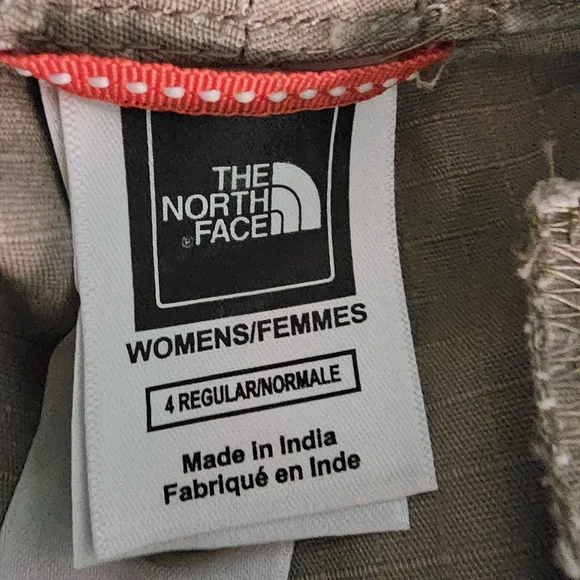 THE
NORTH
FACE
®
WOMENS/FEMMES
4 REGULAR/NORMALE
Made in India
Fabriqué en Inde